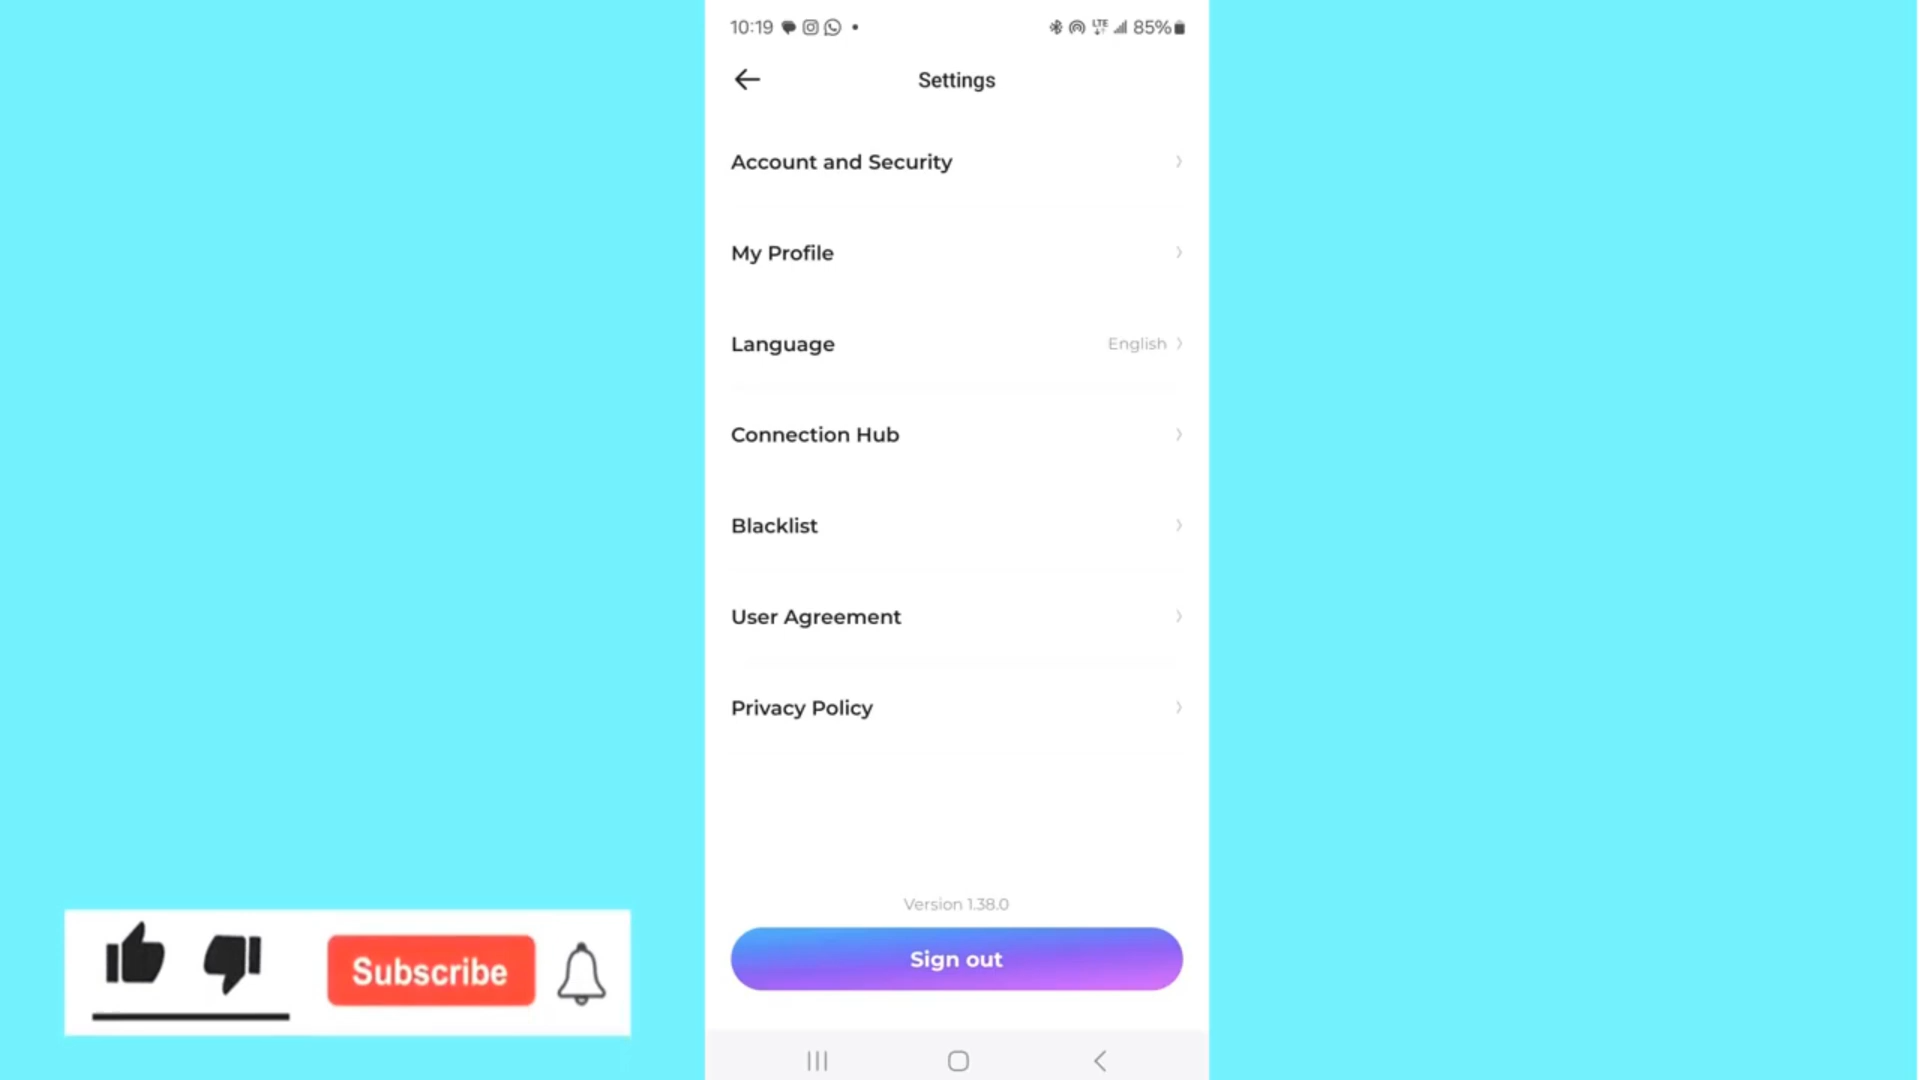 10:19 LTE 85%
Settings
Account and Security
My Profile
Language English
Connection Hub
Blacklist
User Agreement
Privacy Policy
Version 1.38.0
Sign out
Subscribe